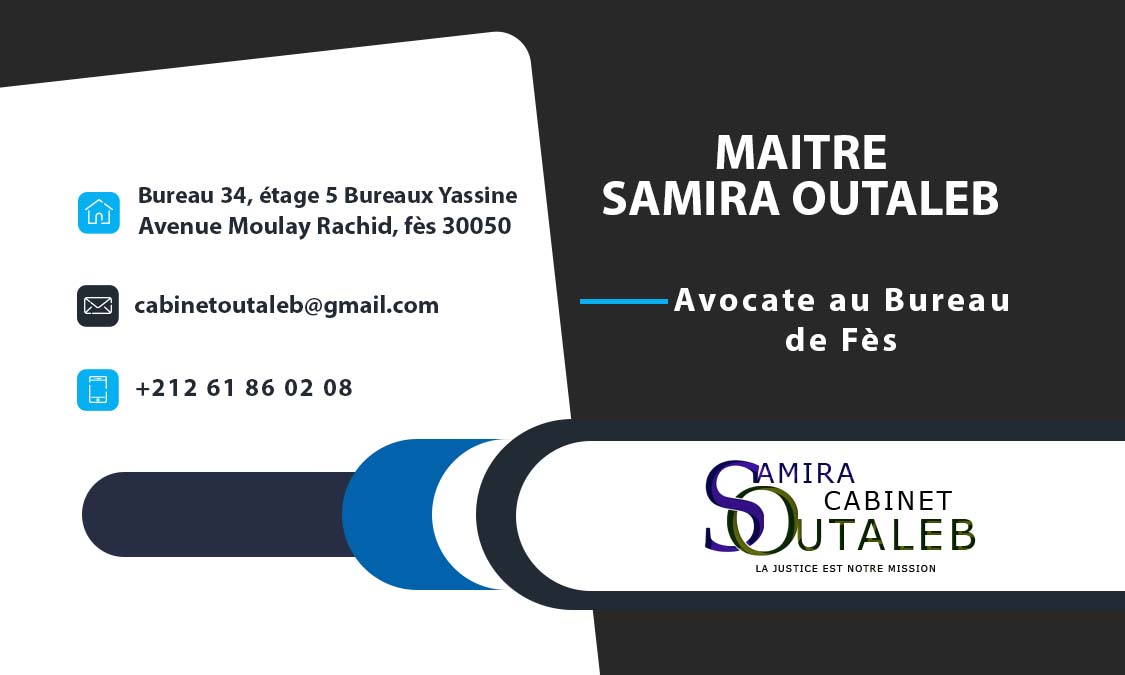 Bureau 34, étage 5 Bureaux Yassine
Avenue Moulay Rachid, fès 30050
cabinetoutaleb@gmail.com
+212 61 86 02 08
MAITRE
SAMIRA OUTALEB
Avocate au Bureau
de Fès
SAMIRA
CABINET
OUTALEB
LA JUSTICE EST NOTRE MISSION